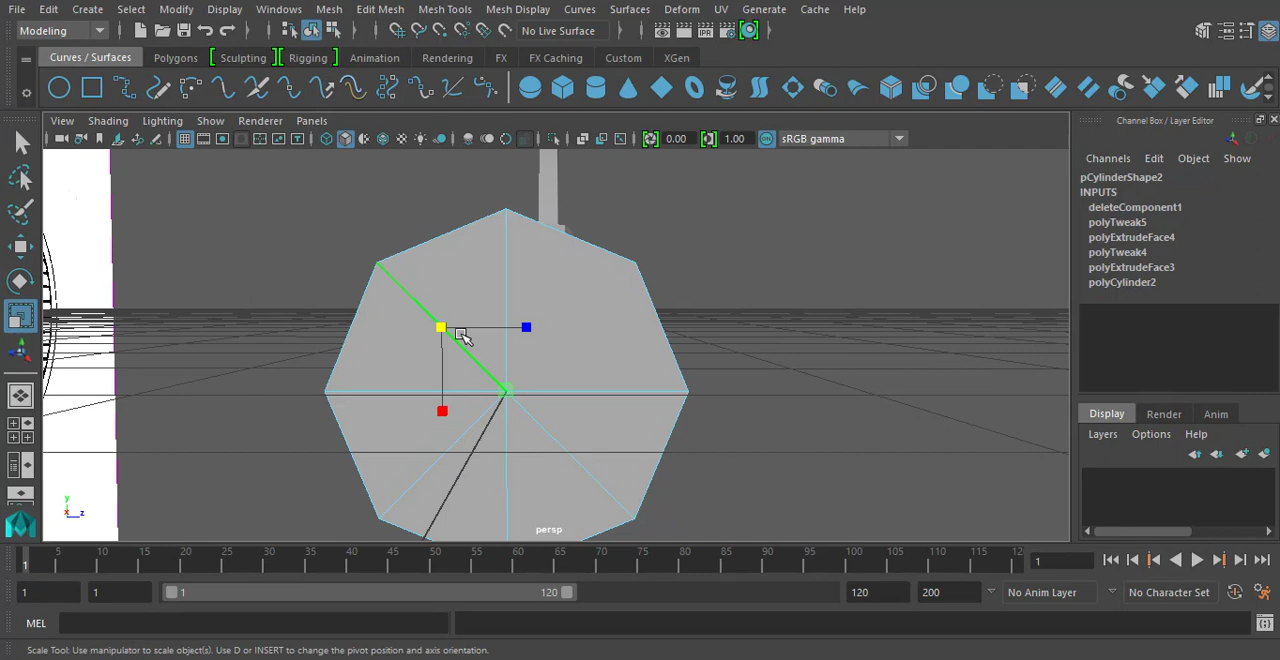 File Edit Create Select Modify Display Windows Mesh Edit Mesh Mesh Tools Mesh Display Curves Surfaces Deform UV Generate Cache Help
Modeling No Live Surface
Curves / Surfaces Polygons Sculpting Rigging Animation Rendering FX FX Caching Custom XGen
View Shading Lighting Show Renderer Panels
0.00 1.00 ON sRGB gamma
Channel Box / Layer Editor
Channels Edit Object Show
pCylinderShape2
INPUTS
deleteComponent1
polyTweak5
polyExtrudeFace4
polyTweak4
polyExtrudeFace3
polyCylinder2
Display Render Anim
Layers Options Help
y
x z
persp
5 10 15 20 25 30 35 40 45 50 55 60 65 70 75 80 85 90 95 100 105 110 115 12
1 1
1 1 1 120 120 200 No Anim Layer No Character Set
MEL
Scale Tool: Use manipulator to scale object(s). Use D or INSERT to change the pivot position and axis orientation.